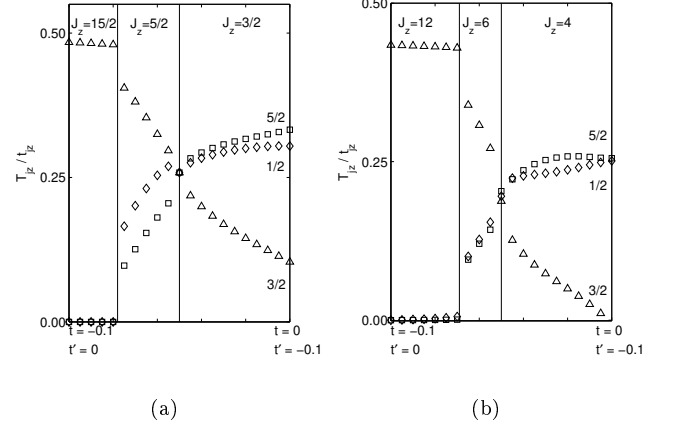 0.50
J_z=15/2
J_z=5/2
J_z=3/2
5/2
1/2
3/2
0.25
0.00
T_jz / t_jz
t = −0.1
t′ = 0
t = 0
t′ = −0.1
(a)
0.50
J_z=12
J_z=6
J_z=4
5/2
1/2
3/2
0.25
0.00
T_jz / t_jz
t = −0.1
t′ = 0
t = 0
t′ = −0.1
(b)